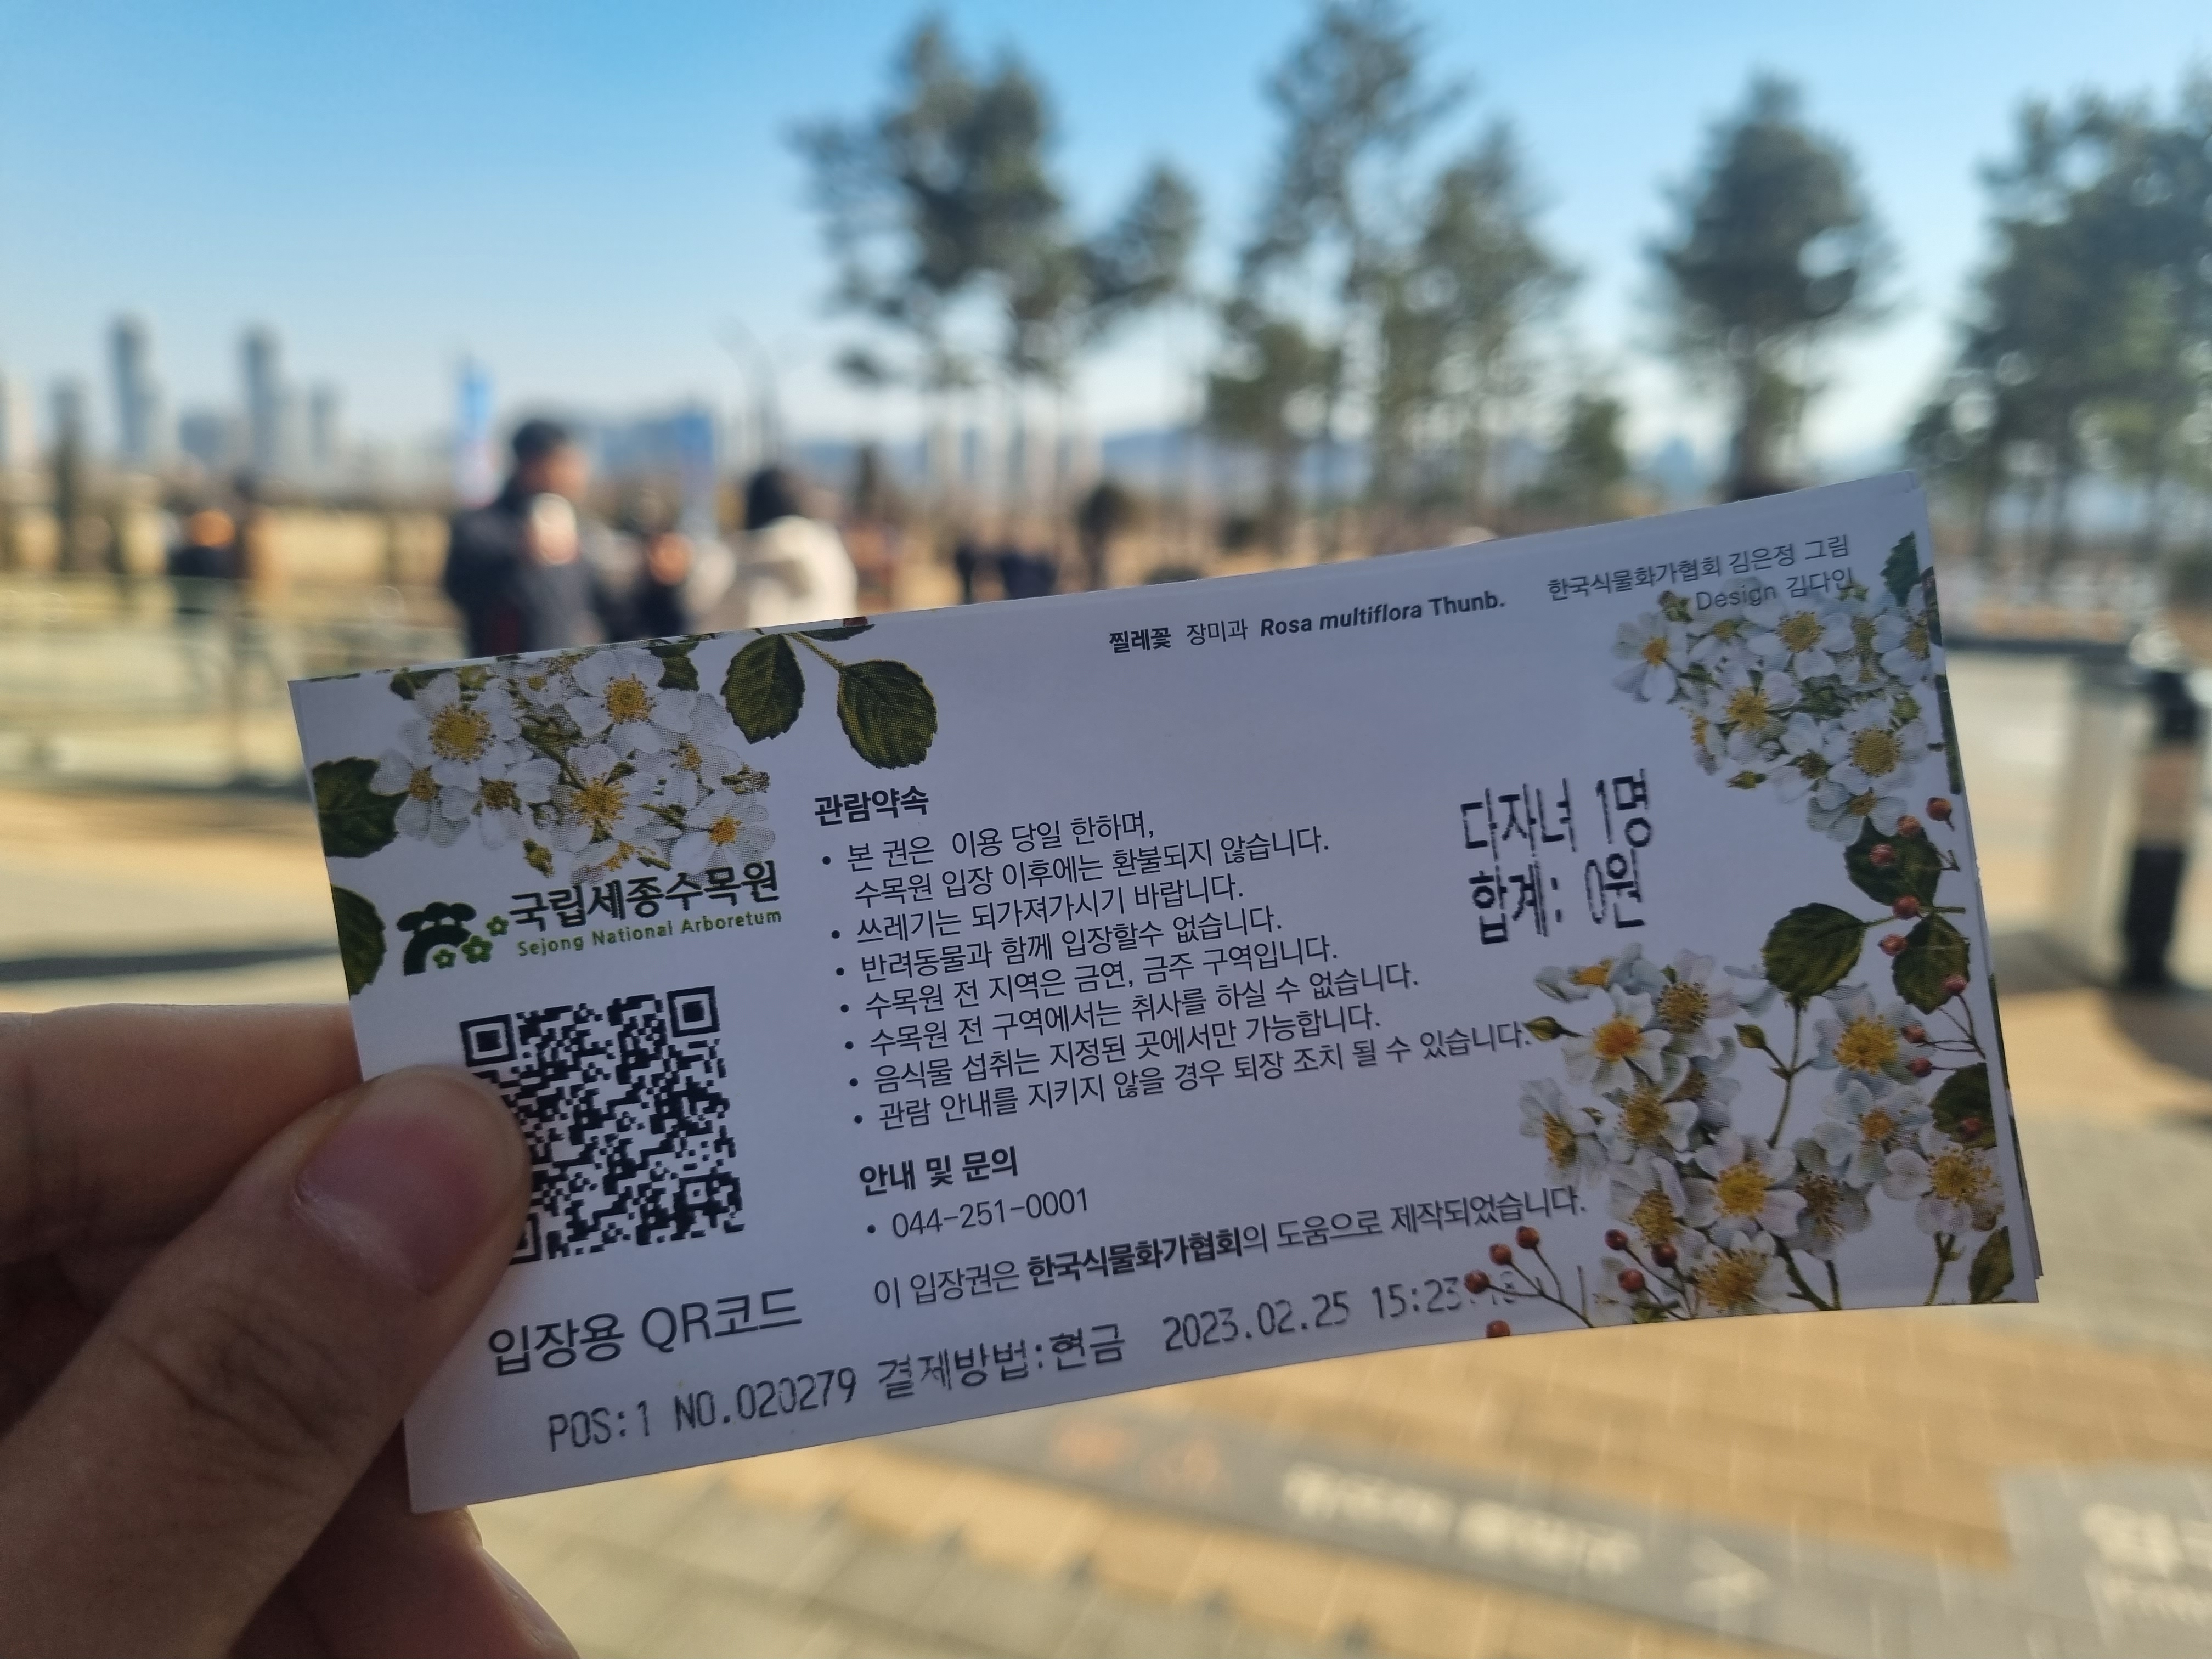 찔레꽃 장미과 Rosa multiflora Thunb.
한국식물화가협회 김은정 그림
Design 김다인
국립세종수목원
Sejong National Arboretum
입장용 QR코드
관람약속
• 본 권은 이용 당일 한하며,
수목원 입장 이후에는 환불되지 않습니다.
• 쓰레기는 되가져가시기 바랍니다.
• 반려동물과 함께 입장할수 없습니다.
• 수목원 전 지역은 금연, 금주 구역입니다.
• 수목원 전 구역에서는 취사를 하실 수 없습니다.
• 음식물 섭취는 지정된 곳에서만 가능합니다.
• 관람 안내를 지키지 않을 경우 퇴장 조치 될 수 있습니다.
안내 및 문의
• 044-251-0001
이 입장권은 한국식물화가협회의 도움으로 제작되었습니다.
다자녀 1명
합계: 0원
POS:1 NO.020279 결제방법:현금 2023.02.25 15:23